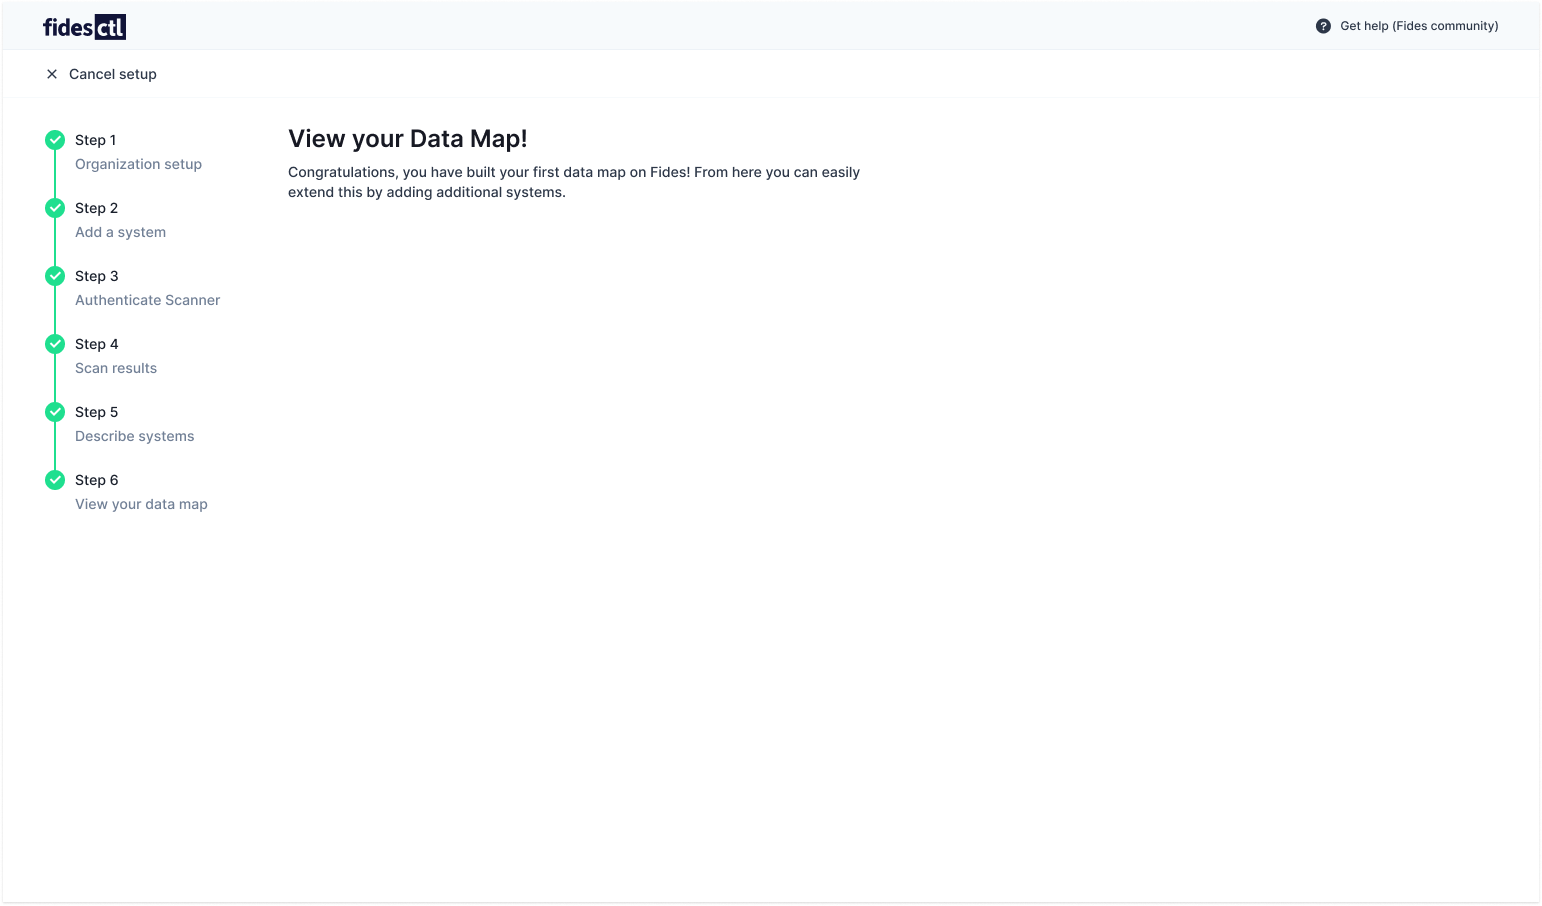 fidesctl
Get help (Fides community)
Cancel setup
Step 1
Organization setup
Step 2
Add a system
Step 3
Authenticate Scanner
Step 4
Scan results
Step 5
Describe systems
Step 6
View your data map
View your Data Map!
Congratulations, you have built your first data map on Fides! From here you can easily
extend this by adding additional systems.